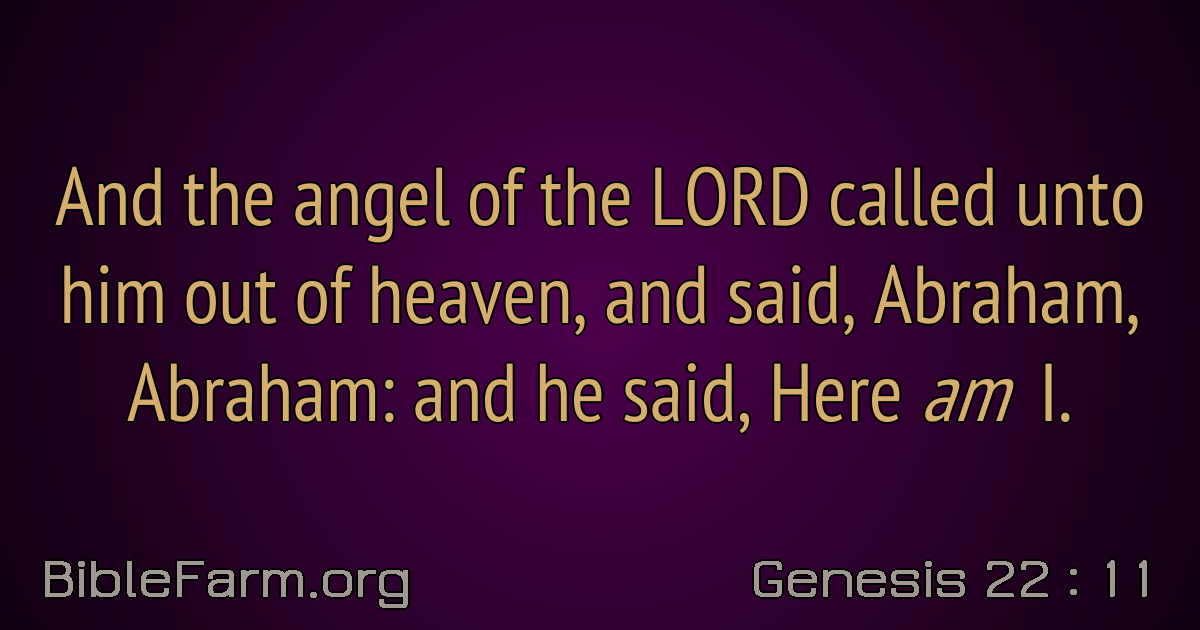 And the angel of the LORD called unto
him out of heaven, and said, Abraham,
Abraham: and he said, Here am I.
BibleFarm.org
Genesis 22 : 11